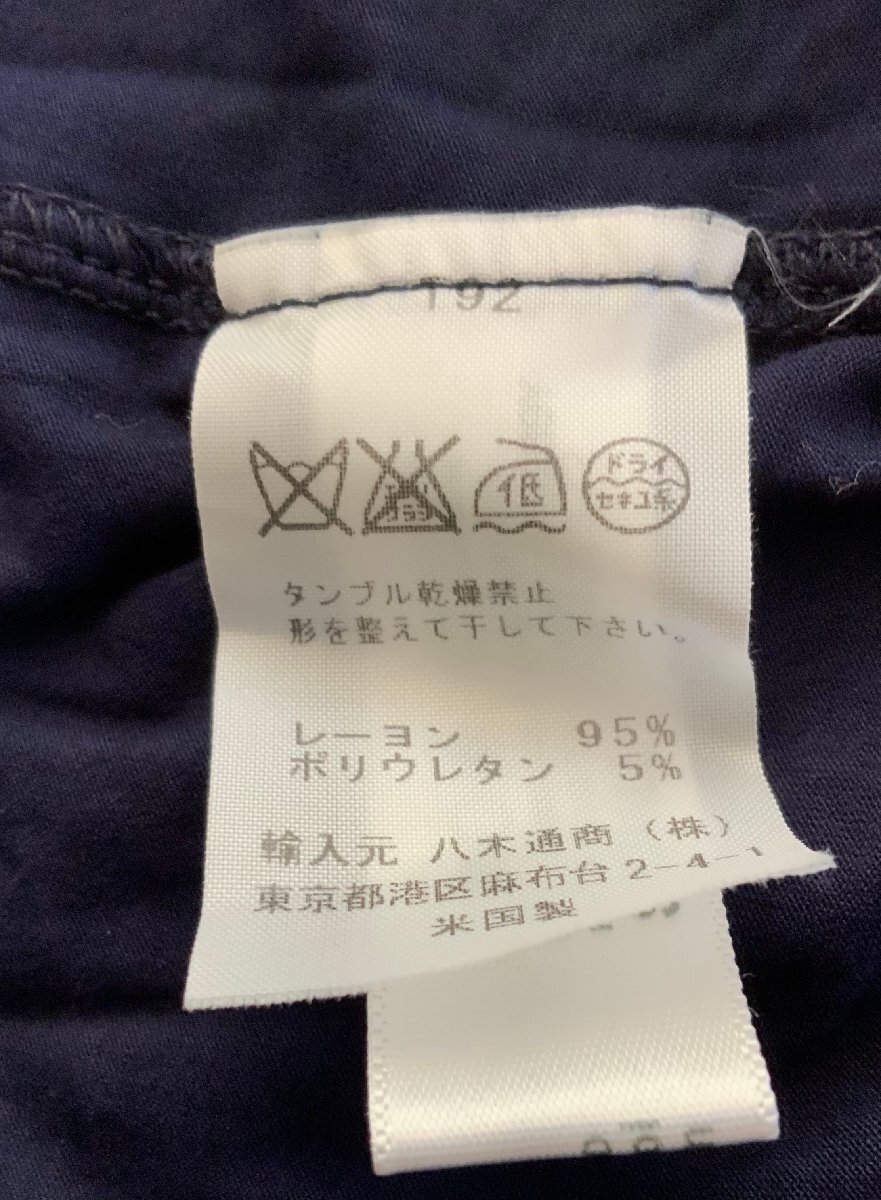 192
低 ドライ
セキユ系
タンブル乾燥禁止
形を整えて干して下さい。
レーヨン 95%
ポリウレタン 5%
輸入元 八木通商（株）
東京都港区麻布台2-4-1
米国製